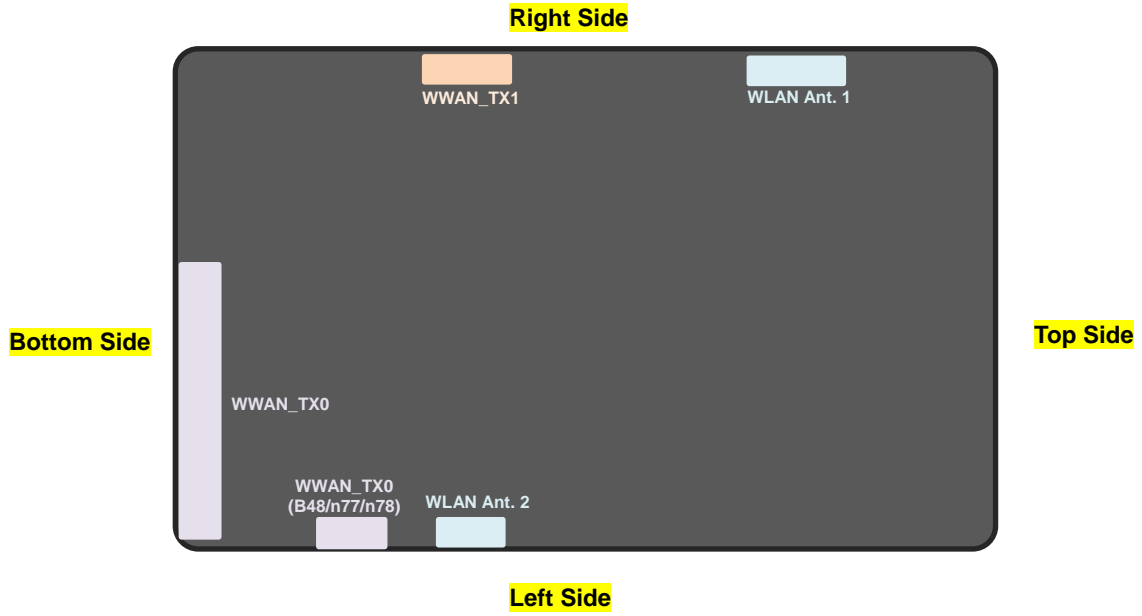 Right Side
WWAN_TX1
WLAN Ant. 1
Bottom Side
Top Side
WWAN_TX0
WWAN_TX0
(B48/n77/n78)
WLAN Ant. 2
Left Side